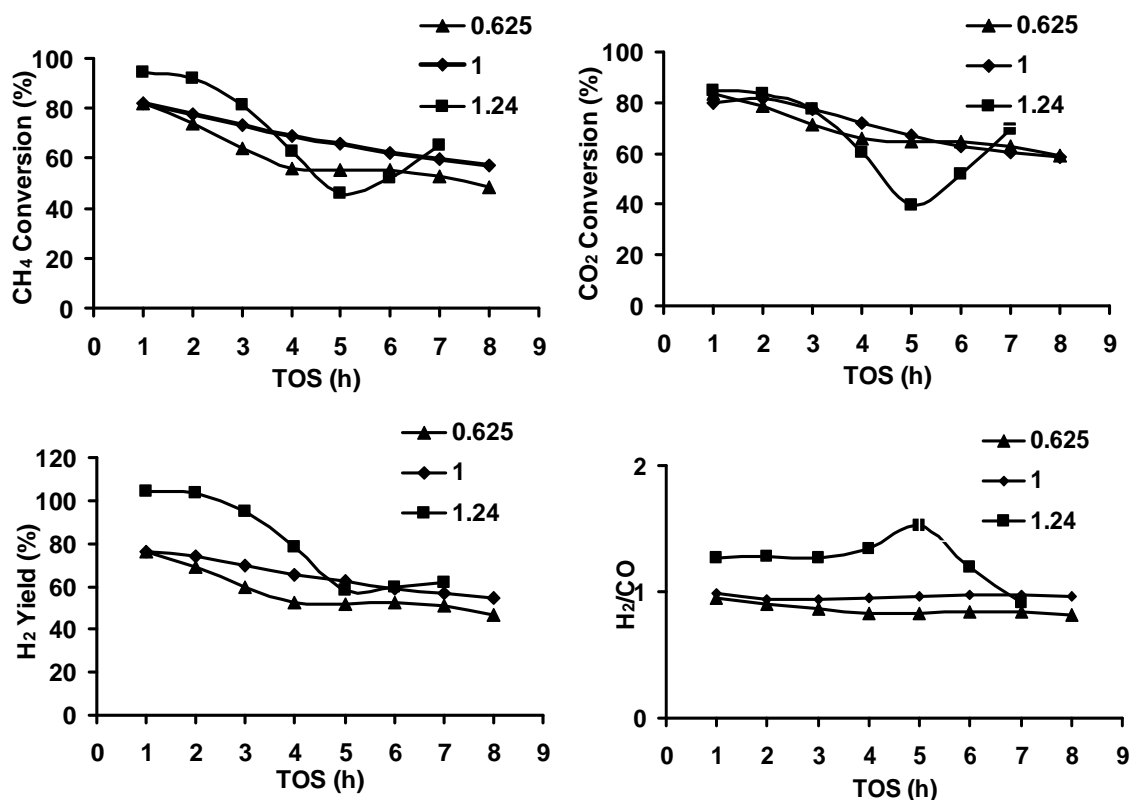 0.625
1
1.24
CH4 Conversion (%)
100
80
60
40
20
0
0 1 2 3 4 5 6 7 8 9
TOS (h)
0.625
1
1.24
CO2 Conversion (%)
100
80
60
40
20
0
0 1 2 3 4 5 6 7 8 9
TOS (h)
0.625
1
1.24
H2 Yield (%)
120
100
80
60
40
20
0
0 1 2 3 4 5 6 7 8 9
TOS (h)
0.625
1
1.24
H2/CO
2
1
0
0 1 2 3 4 5 6 7 8 9
TOS (h)